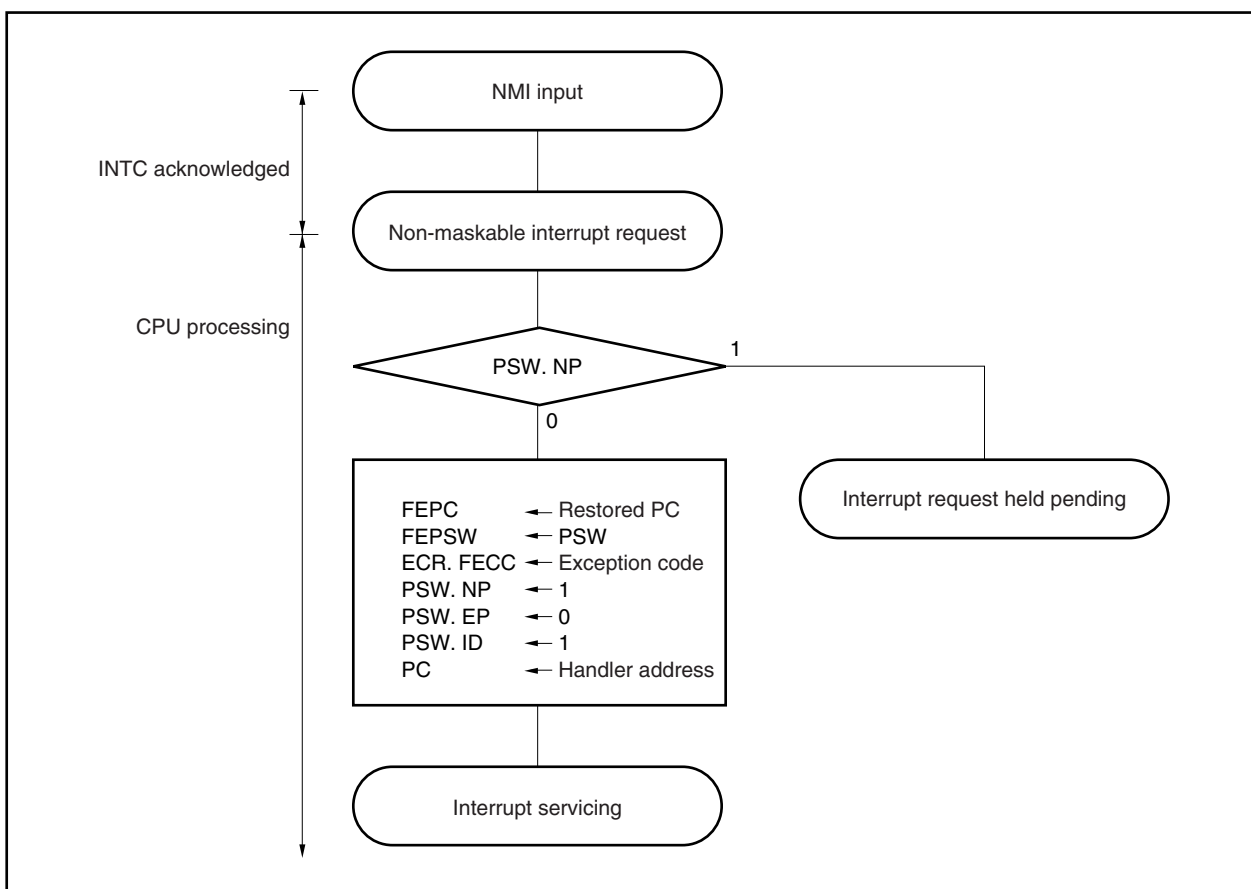 NMI input
INTC acknowledged
Non-maskable interrupt request
CPU processing
PSW. NP
1
0
FEPC ← Restored PC
FEPSW ← PSW
ECR. FECC ← Exception code
PSW. NP ← 1
PSW. EP ← 0
PSW. ID ← 1
PC ← Handler address
Interrupt request held pending
Interrupt servicing